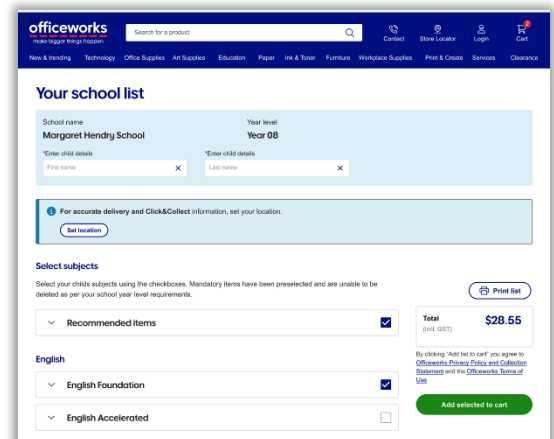 officeworks
make bigger things happen
Search for a product
Contact
Store Locator
Login
2
Cart
New & trending Technology Office Supplies Art Supplies Education Paper Ink & Toner Furniture Workplace Supplies Print & Create Services Clearance
Your school list
School name Year level
Margaret Hendry School Year 08
*Enter child details *Enter child details
First name Last name
For accurate delivery and Click&Collect information, set your location.
Set location
Select subjects
Select your childs subjects using the checkboxes. Mandatory items have been preselected and are unable to
be deleted as per your school year level requirements.
Print list
Recommended items
Total $28.55
(incl. GST)
By clicking "Add list to cart" you agree to
Officeworks Privacy Policy and Collection
Statement and the Officeworks Terms of
Use
Add selected to cart
English
English Foundation
English Accelerated